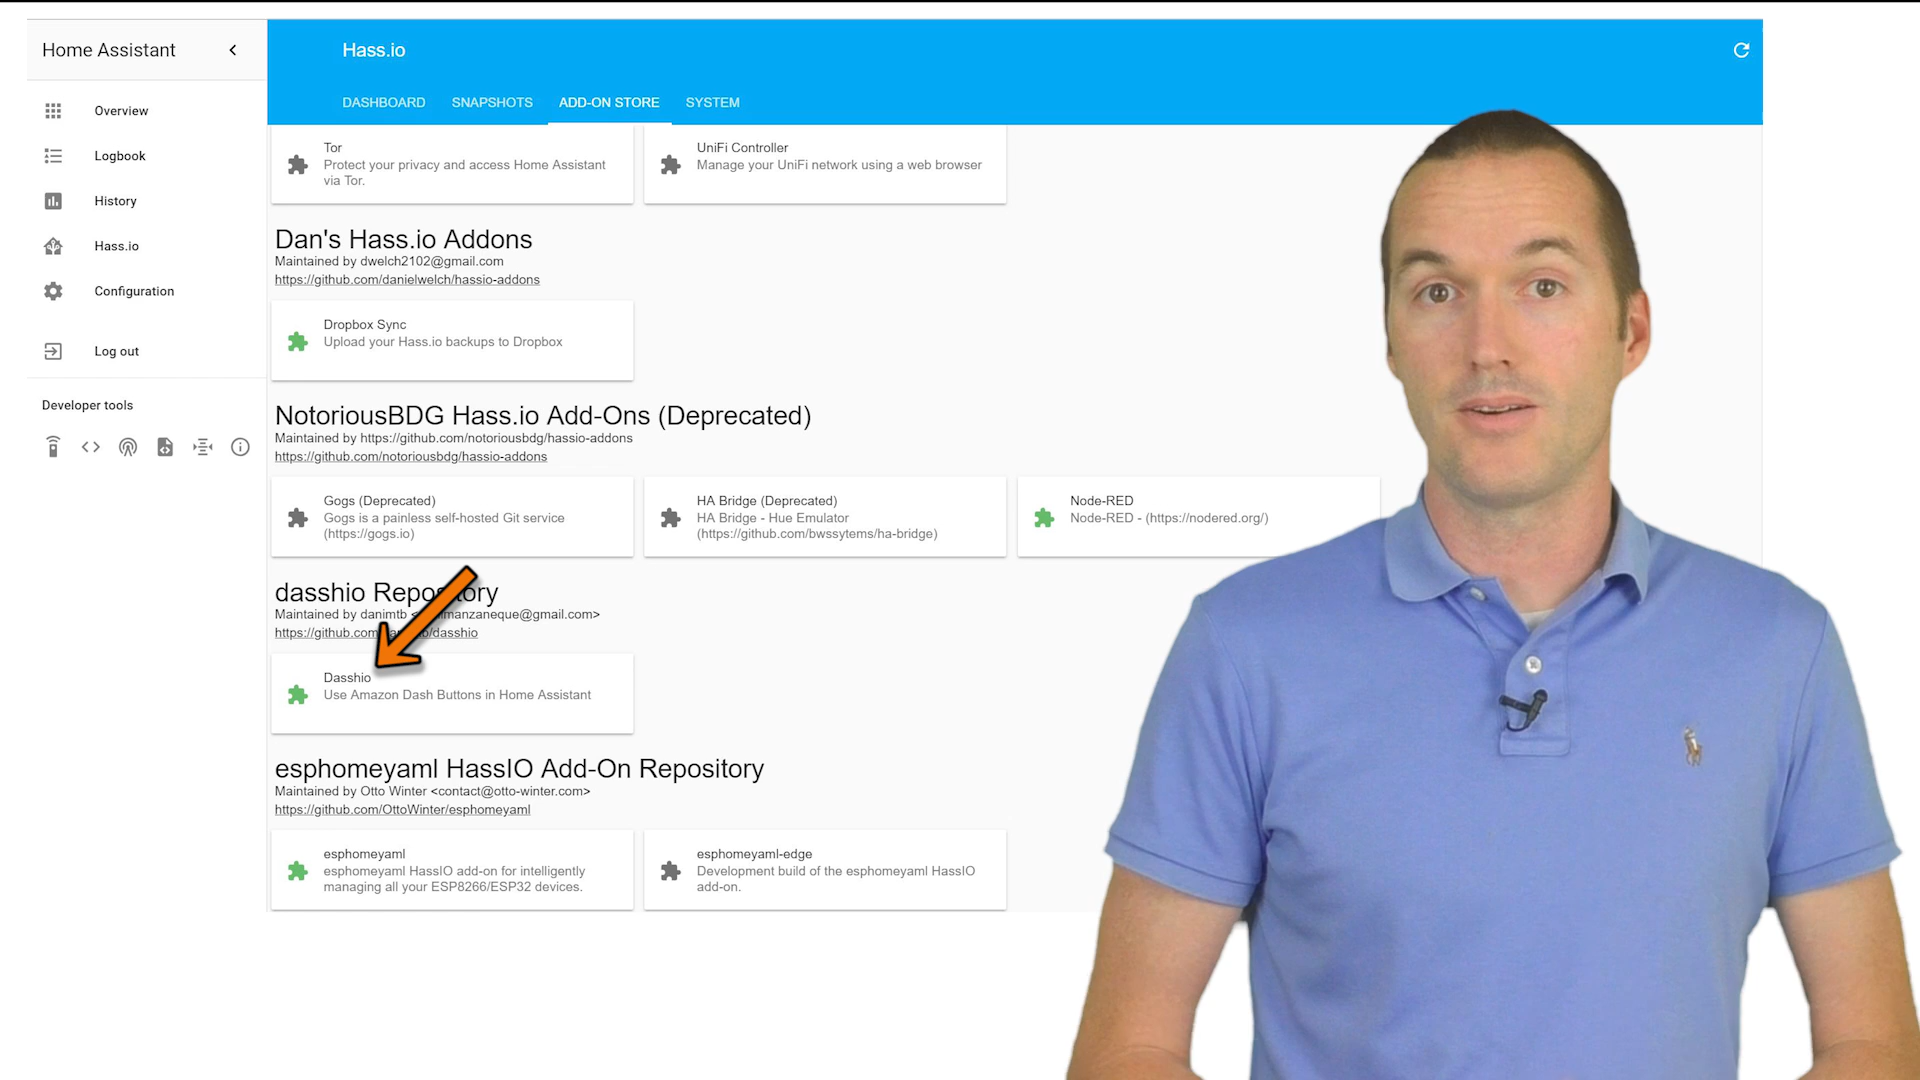 Home Assistant
Hass.io
DASHBOARD SNAPSHOTS ADD-ON STORE SYSTEM
Overview
Logbook
History
Hass.io
Configuration
Log out
Developer tools
Tor
Protect your privacy and access Home Assistant
via Tor.
UniFi Controller
Manage your UniFi network using a web browser
Dan's Hass.io Addons
Maintained by dwelch2102@gmail.com
https://github.com/danielwelch/hassio-addons
Dropbox Sync
Upload your Hass.io backups to Dropbox
NotoriousBDG Hass.io Add-Ons (Deprecated)
Maintained by https://github.com/notoriousbdg/hassio-addons
https://github.com/notoriousbdg/hassio-addons
Gogs (Deprecated)
Gogs is a painless self-hosted Git service
(https://gogs.io)
HA Bridge (Deprecated)
HA Bridge - Hue Emulator
(https://github.com/bwssytems/ha-bridge)
Node-RED
Node-RED - (https://nodered.org/)
dasshio Repository
Maintained by danimtb
Dasshio
Use Amazon Dash Buttons in Home Assistant
esphomeyaml HassIO Add-On Repository
Maintained by Otto Winter <contact@otto-winter.com>
https://github.com/OttoWinter/esphomeyaml
esphomeyaml
esphomeyaml HassIO add-on for intelligently
managing all your ESP8266/ESP32 devices.
esphomeyaml-edge
Development build of the esphomeyaml HassIO
add-on.